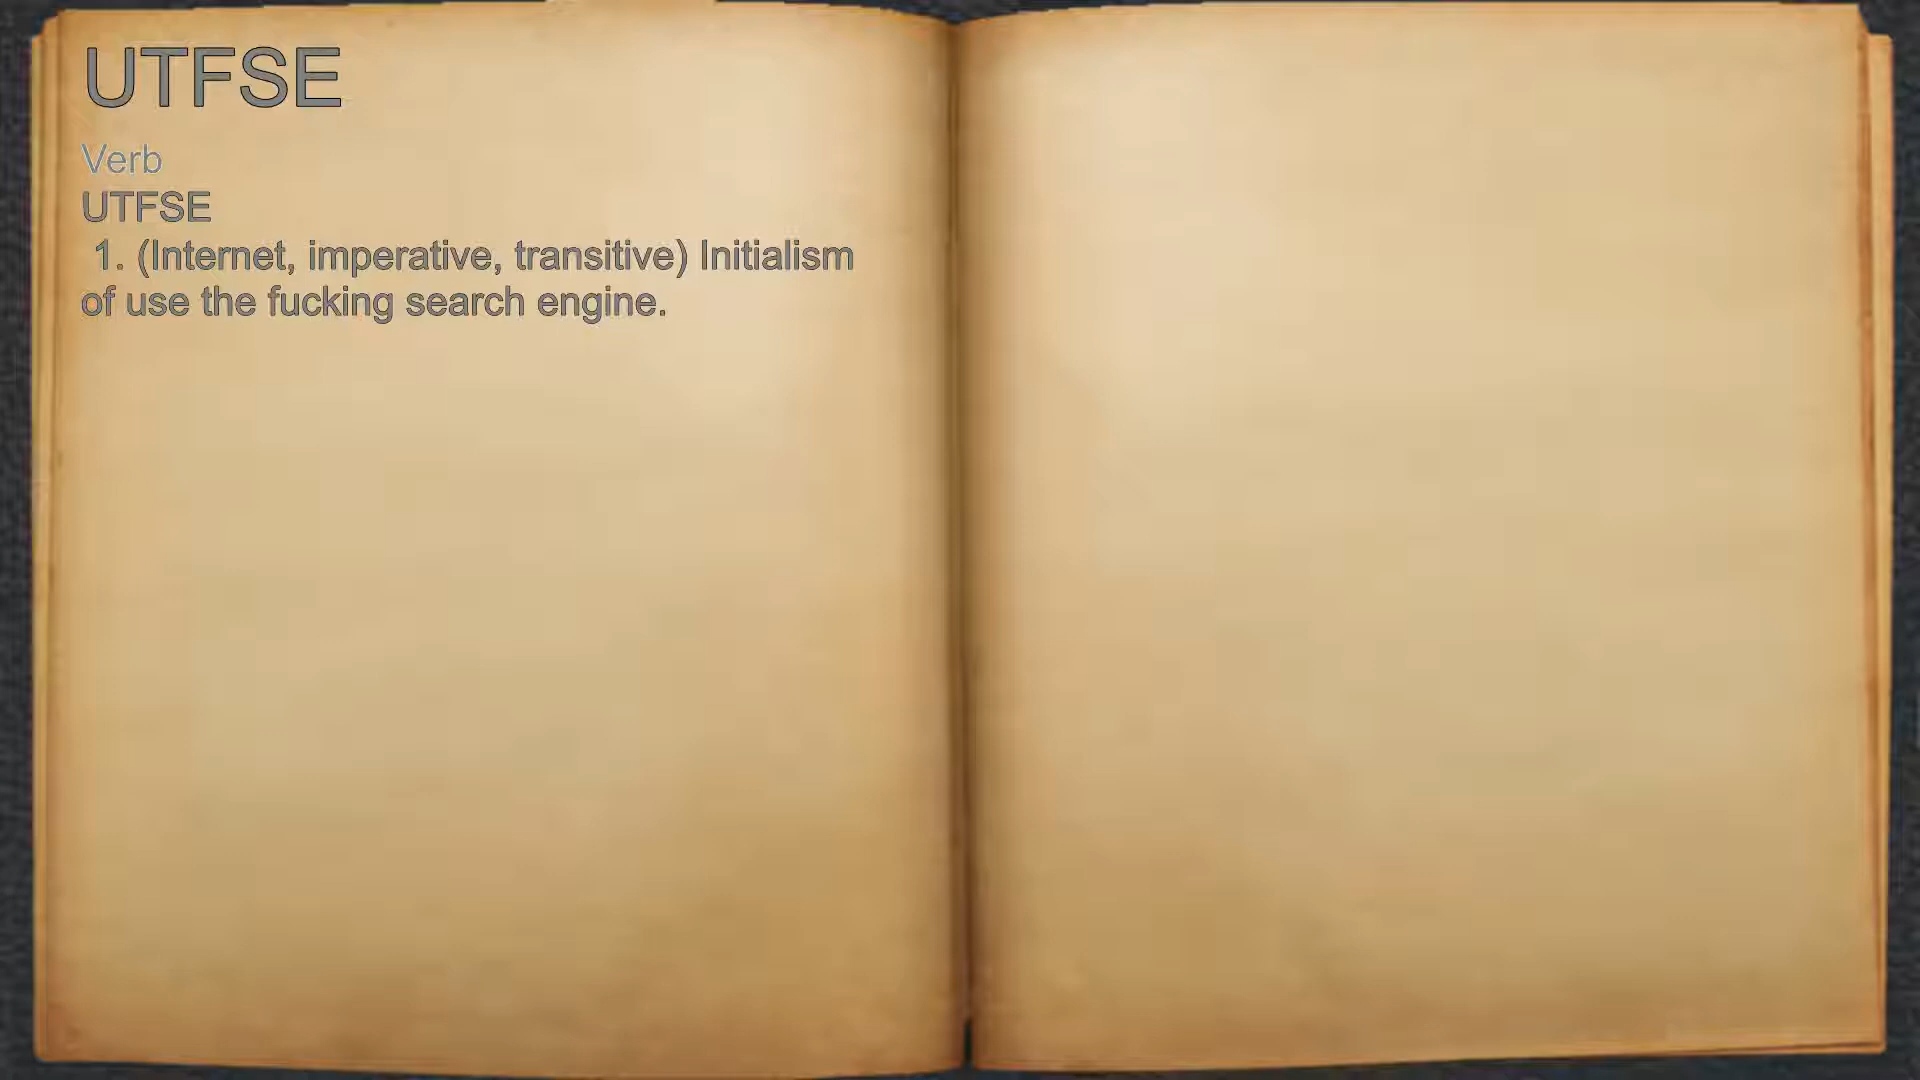 UTFSE
Verb
UTFSE
1. (Internet, imperative, transitive) Initialism
of use the fucking search engine.